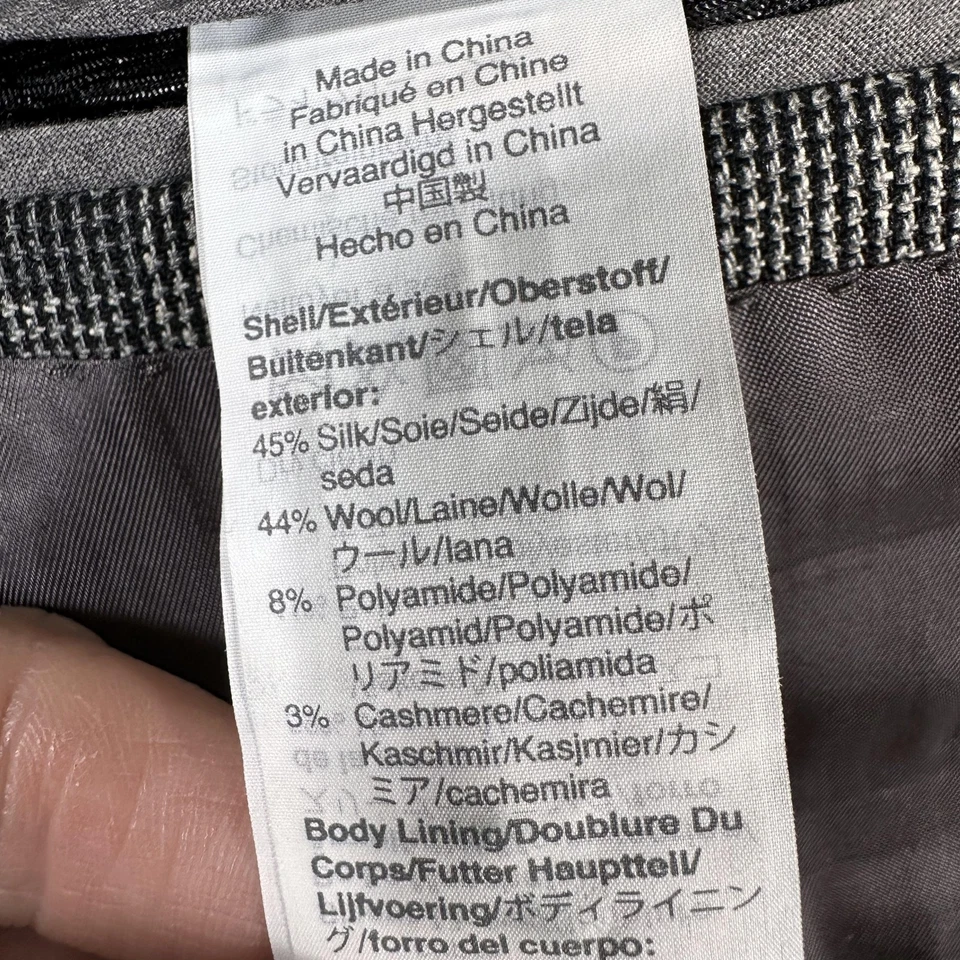 Made in China
Fabriqué en Chine
in China Hergestellt
Vervaardigd in China
中国製
Hecho en China
Shell/Extérieur/Oberstoff/
Buitenkant/シェル/tela
exterior:
45% Silk/Soie/Seide/Zijde/絹/
seda
44% Wool/Laine/Wolle/Wol/
ウール/lana
8% Polyamide/Polyamide/
Polyamid/Polyamide/ポ
リアミド/poliamida
3% Cashmere/Cachemire/
Kaschmir/Kasjmier/カシ
ミア/cachemira
Body Lining/Doublure Du
Corps/Futter Hauptteil/
Lijfvoering/ボディライニン
グ/forro del cuerpo: